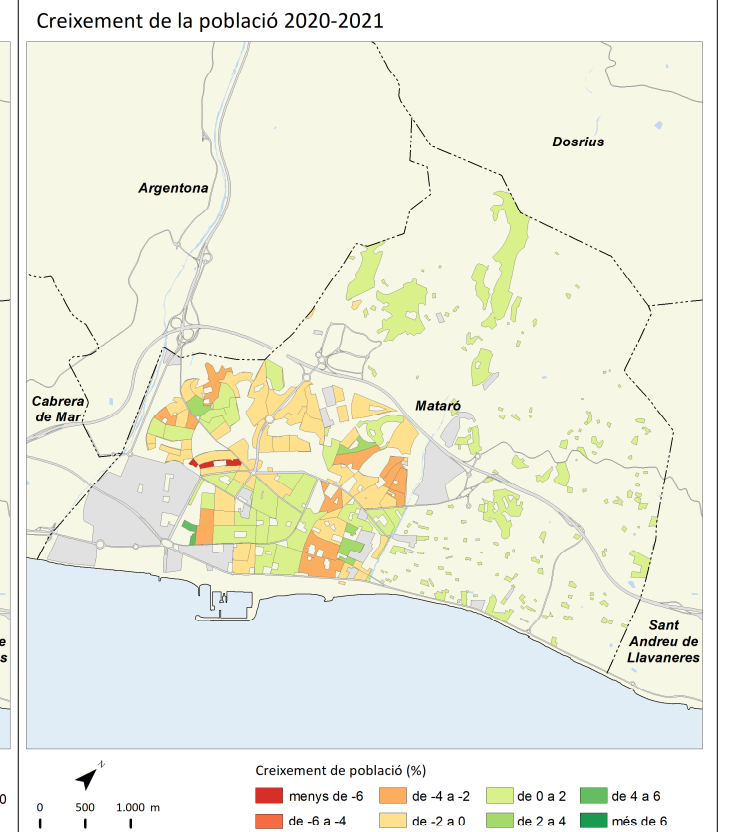 Creixement de la població 2020-2021
Dosrius
Argentona
Cabrera
de Mar
Mataró
Sant
Andreu de
Llavaneres
e
s
N
0
0 500 1.000 m
Creixement de població (%)
menys de -6
de -4 a -2
de 0 a 2
de 4 a 6
de -6 a -4
de -2 a 0
de 2 a 4
més de 6